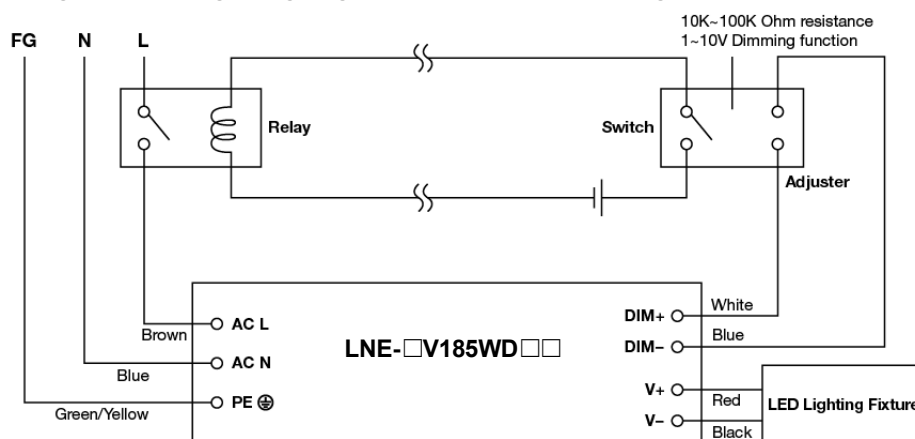 10K~100K Ohm resistance
1~10V Dimming function
FG
N
L
Relay
Switch
Adjuster
Brown
AC L
Blue
AC N
Green/Yellow
PE
LNE-□V185WD□□
DIM+
White
DIM–
Blue
V+
Red
V–
Black
LED Lighting Fixture